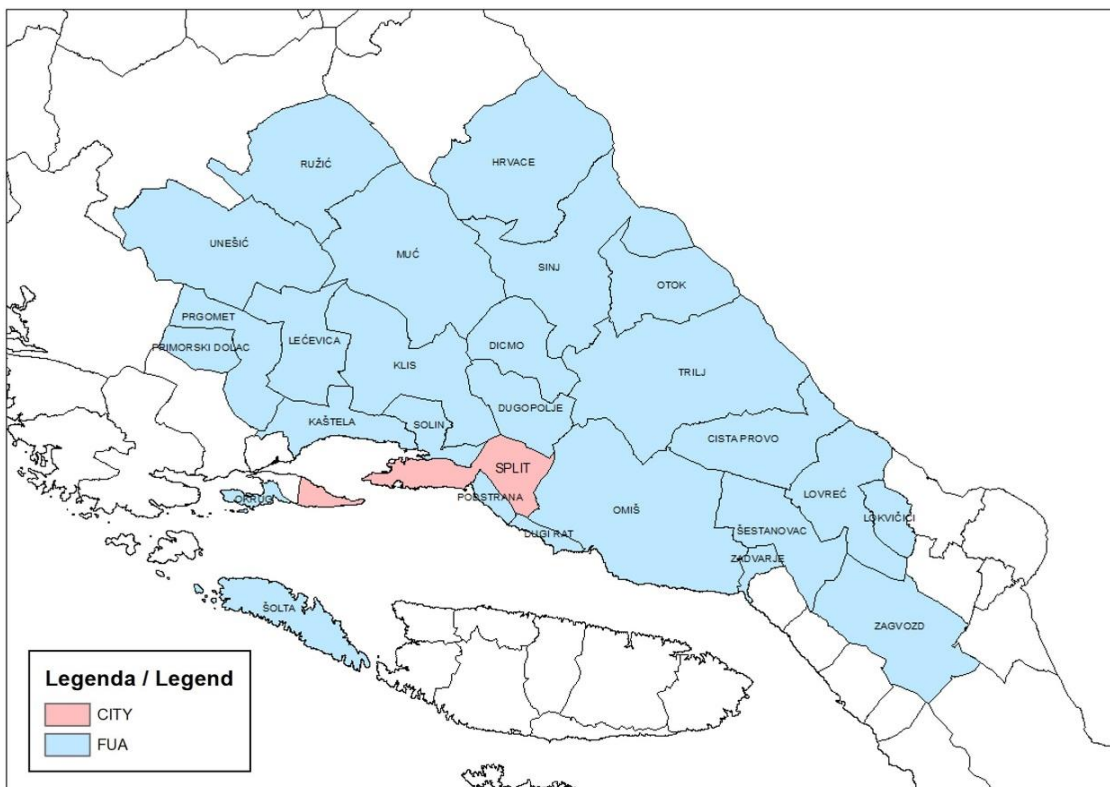 HRVACE
RUŽIĆ
UNEŠIĆ
MUĆ
SINJ
OTOK
PRGOMET
LEĆEVICA
PRIMORSKI DOLAC
DICMO
KLIS
TRILJ
DUGOPOLJE
KAŠTELA
SOLIN
CISTA PROVO
SPLIT
OKRUG
PODSTRANA
OMIŠ
LOVREĆ
LOKVIČIĆI
ŠESTANOVAC
DUGI RAT
ZADVARJE
ŠOLTA
ZAGVOZD
Legenda / Legend
CITY
FUA